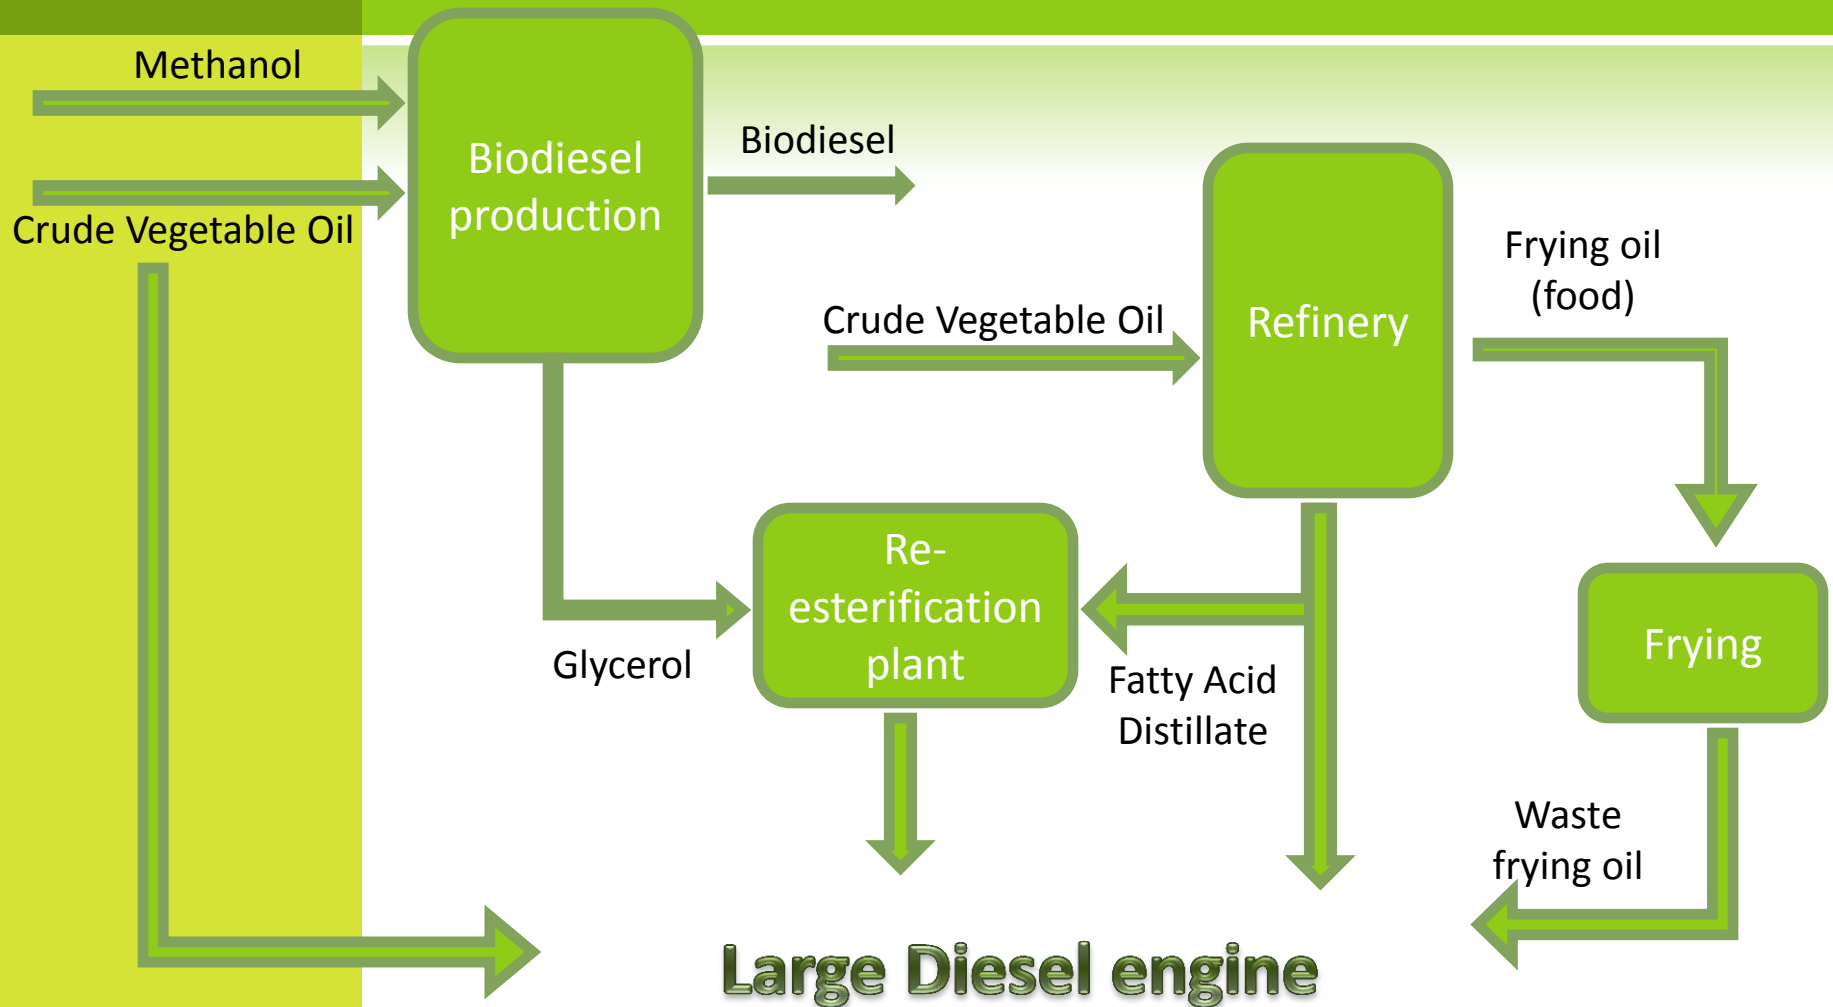 Methanol
Crude Vegetable Oil
Biodiesel
production
Biodiesel
Crude Vegetable Oil
Refinery
Frying oil
(food)
Re-
esterification
plant
Glycerol
Fatty Acid
Distillate
Frying
Waste
frying oil
Large Diesel engine